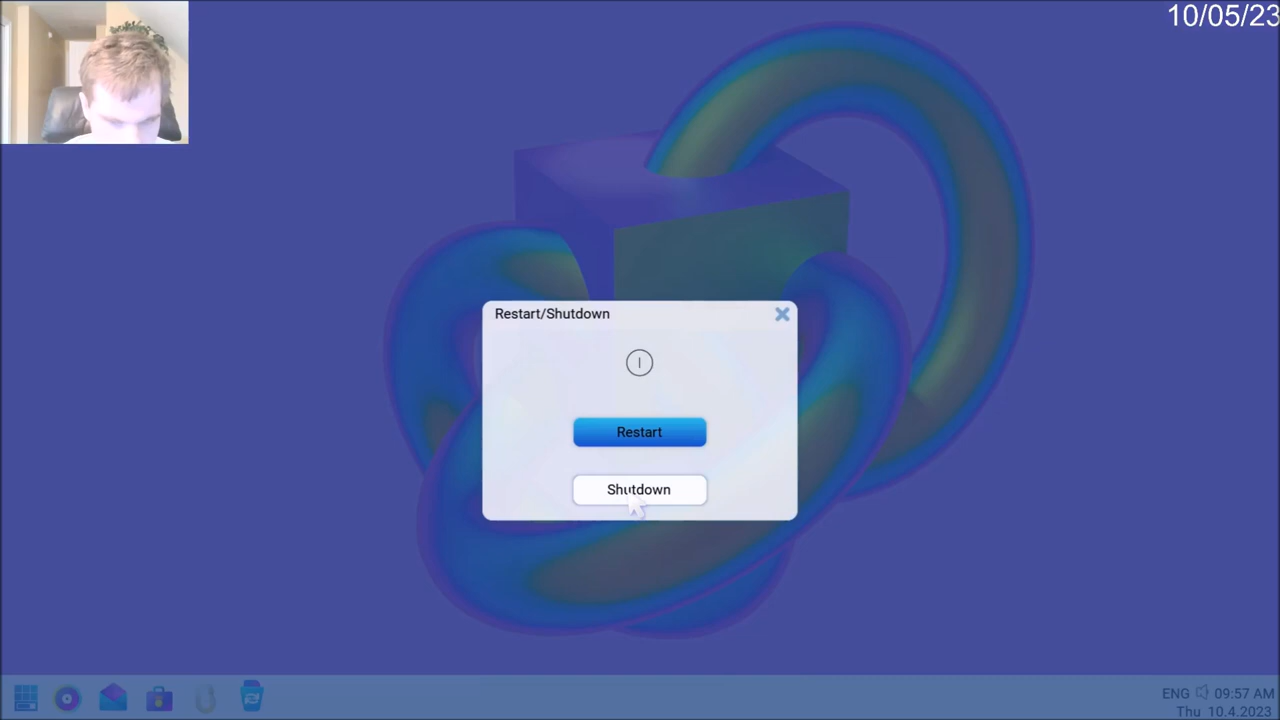 10/05/23
Restart/Shutdown
Restart
Shutdown
ENG 09:57 AM
Thu 10.4.2023